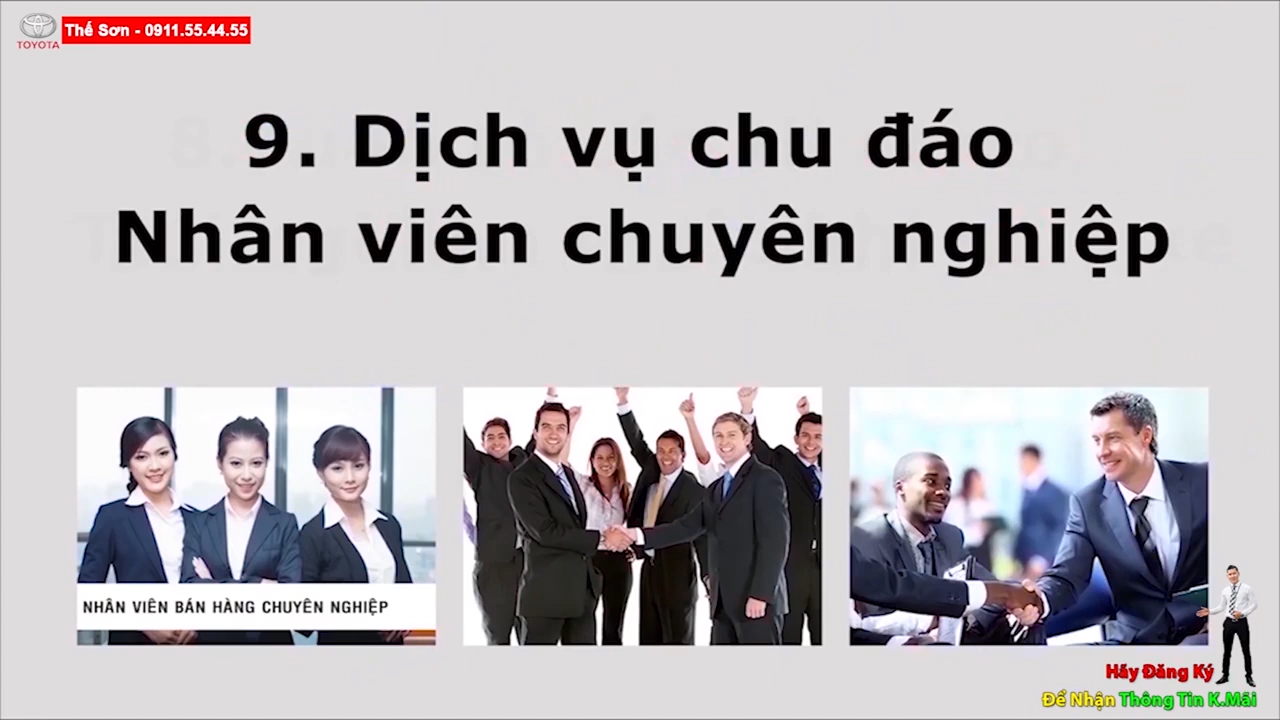 TOYOTA
Thế Sơn - 0911.55.44.55
9. Dịch vụ chu đáo
Nhân viên chuyên nghiệp
NHÂN VIÊN BÁN HÀNG CHUYÊN NGHIỆP
Hãy Đăng Ký
Để Nhận Thông Tin K.Mãi